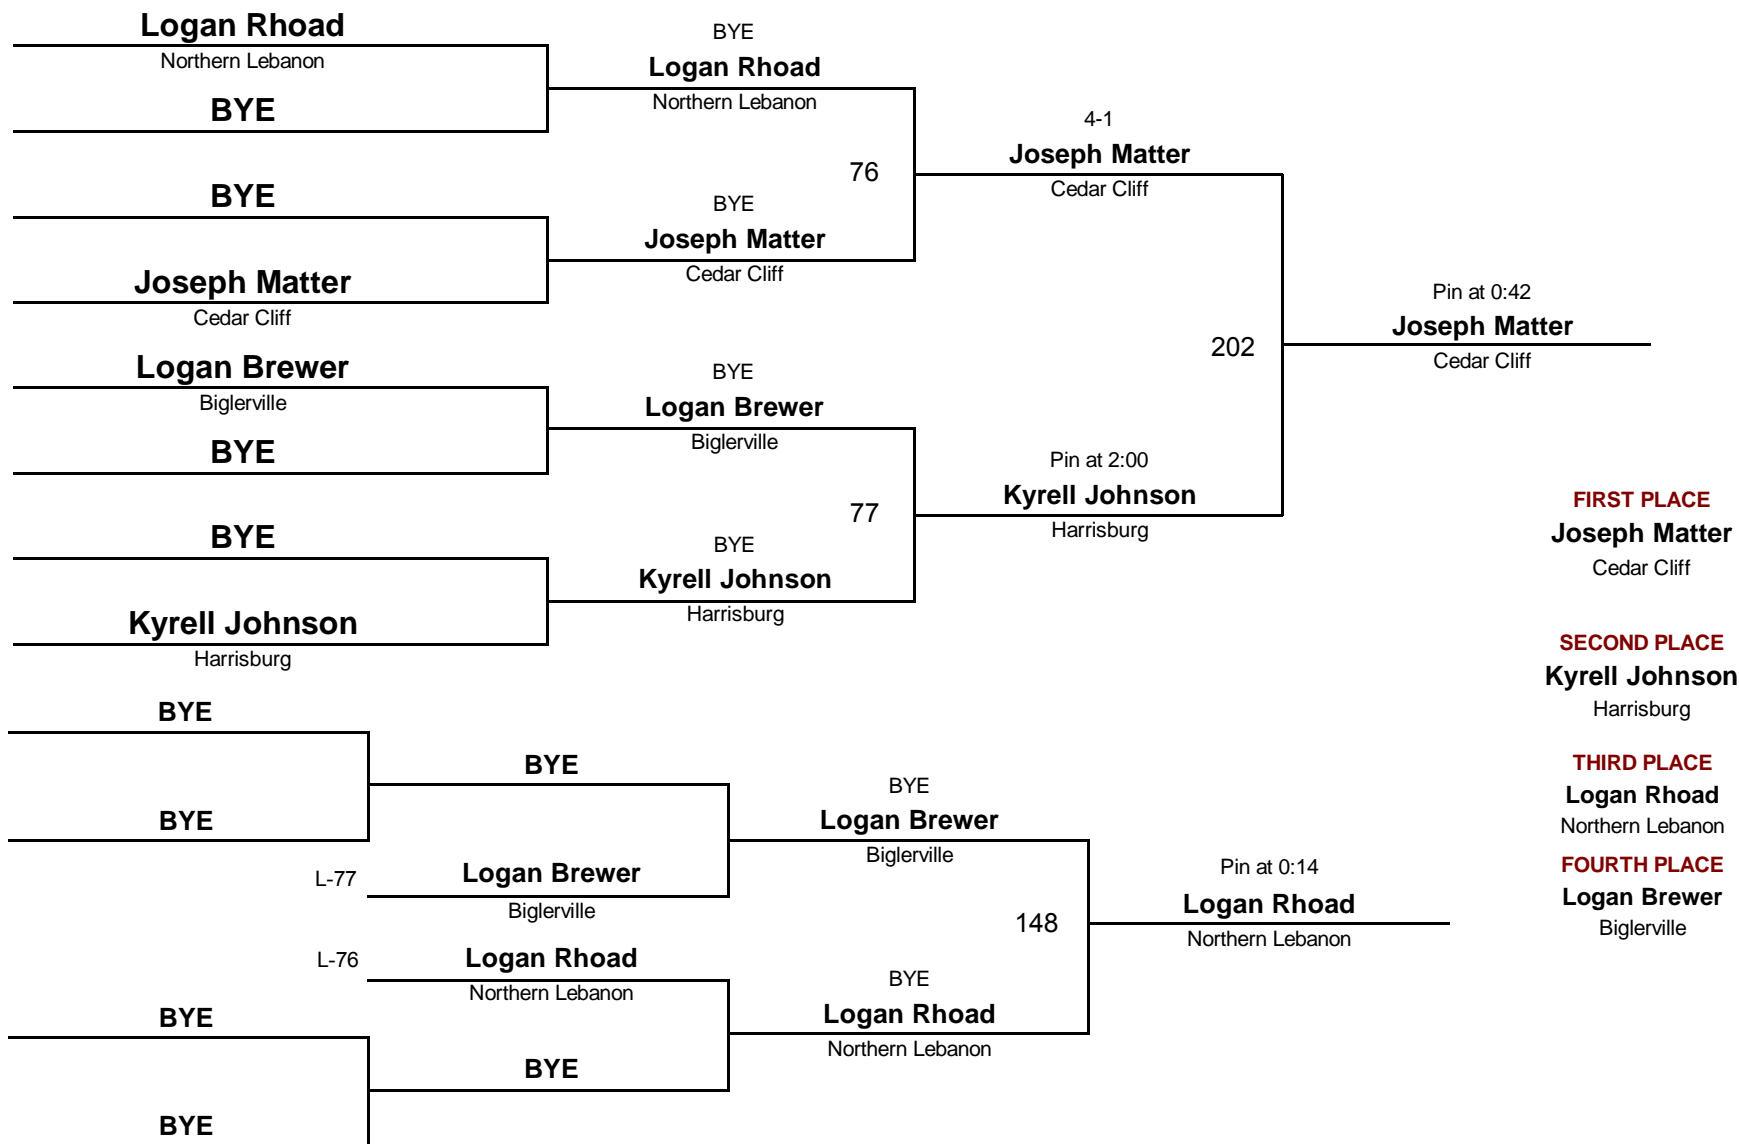 Logan Rhoad
Northern Lebanon
BYE
BYE
Joseph Matter
Cedar Cliff
Logan Brewer
Biglerville
BYE
BYE
Kyrell Johnson
Harrisburg
BYE
Logan Rhoad
Northern Lebanon
76
BYE
Joseph Matter
Cedar Cliff
BYE
Logan Brewer
Biglerville
77
BYE
Kyrell Johnson
Harrisburg
4-1
Joseph Matter
Cedar Cliff
202
Pin at 2:00
Kyrell Johnson
Harrisburg
Pin at 0:42
Joseph Matter
Cedar Cliff
FIRST PLACE
Joseph Matter
Cedar Cliff
SECOND PLACE
Kyrell Johnson
Harrisburg
THIRD PLACE
Logan Rhoad
Northern Lebanon
FOURTH PLACE
Logan Brewer
Biglerville
BYE
BYE
BYE
L-77
Logan Brewer
Biglerville
L-76
Logan Rhoad
Northern Lebanon
BYE
BYE
BYE
BYE
Logan Brewer
Biglerville
148
BYE
Logan Rhoad
Northern Lebanon
Pin at 0:14
Logan Rhoad
Northern Lebanon